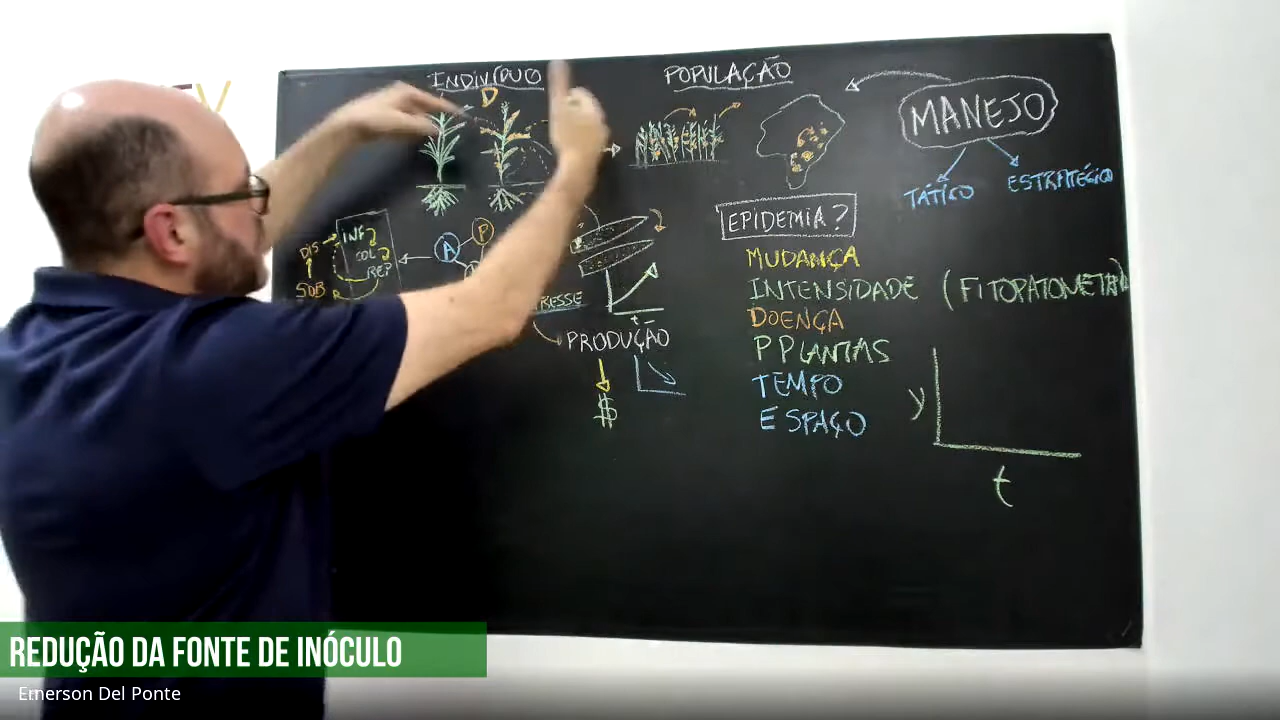 INDIVÍDUO
POPULAÇÃO
MANEJO
D
TÁTICO
ESTRATÉGICO
EPIDEMIA?
INF
COL
REP
DIS
SOB
R
A
P
MUDANÇA
INTENSIDADE (FITOPATOMETRIA)
DOENÇA
P PLANTAS
TEMPO
ESPAÇO
t
PRODUÇÃO
$
y
t
REDUÇÃO DA FONTE DE INÓCULO
Emerson Del Ponte